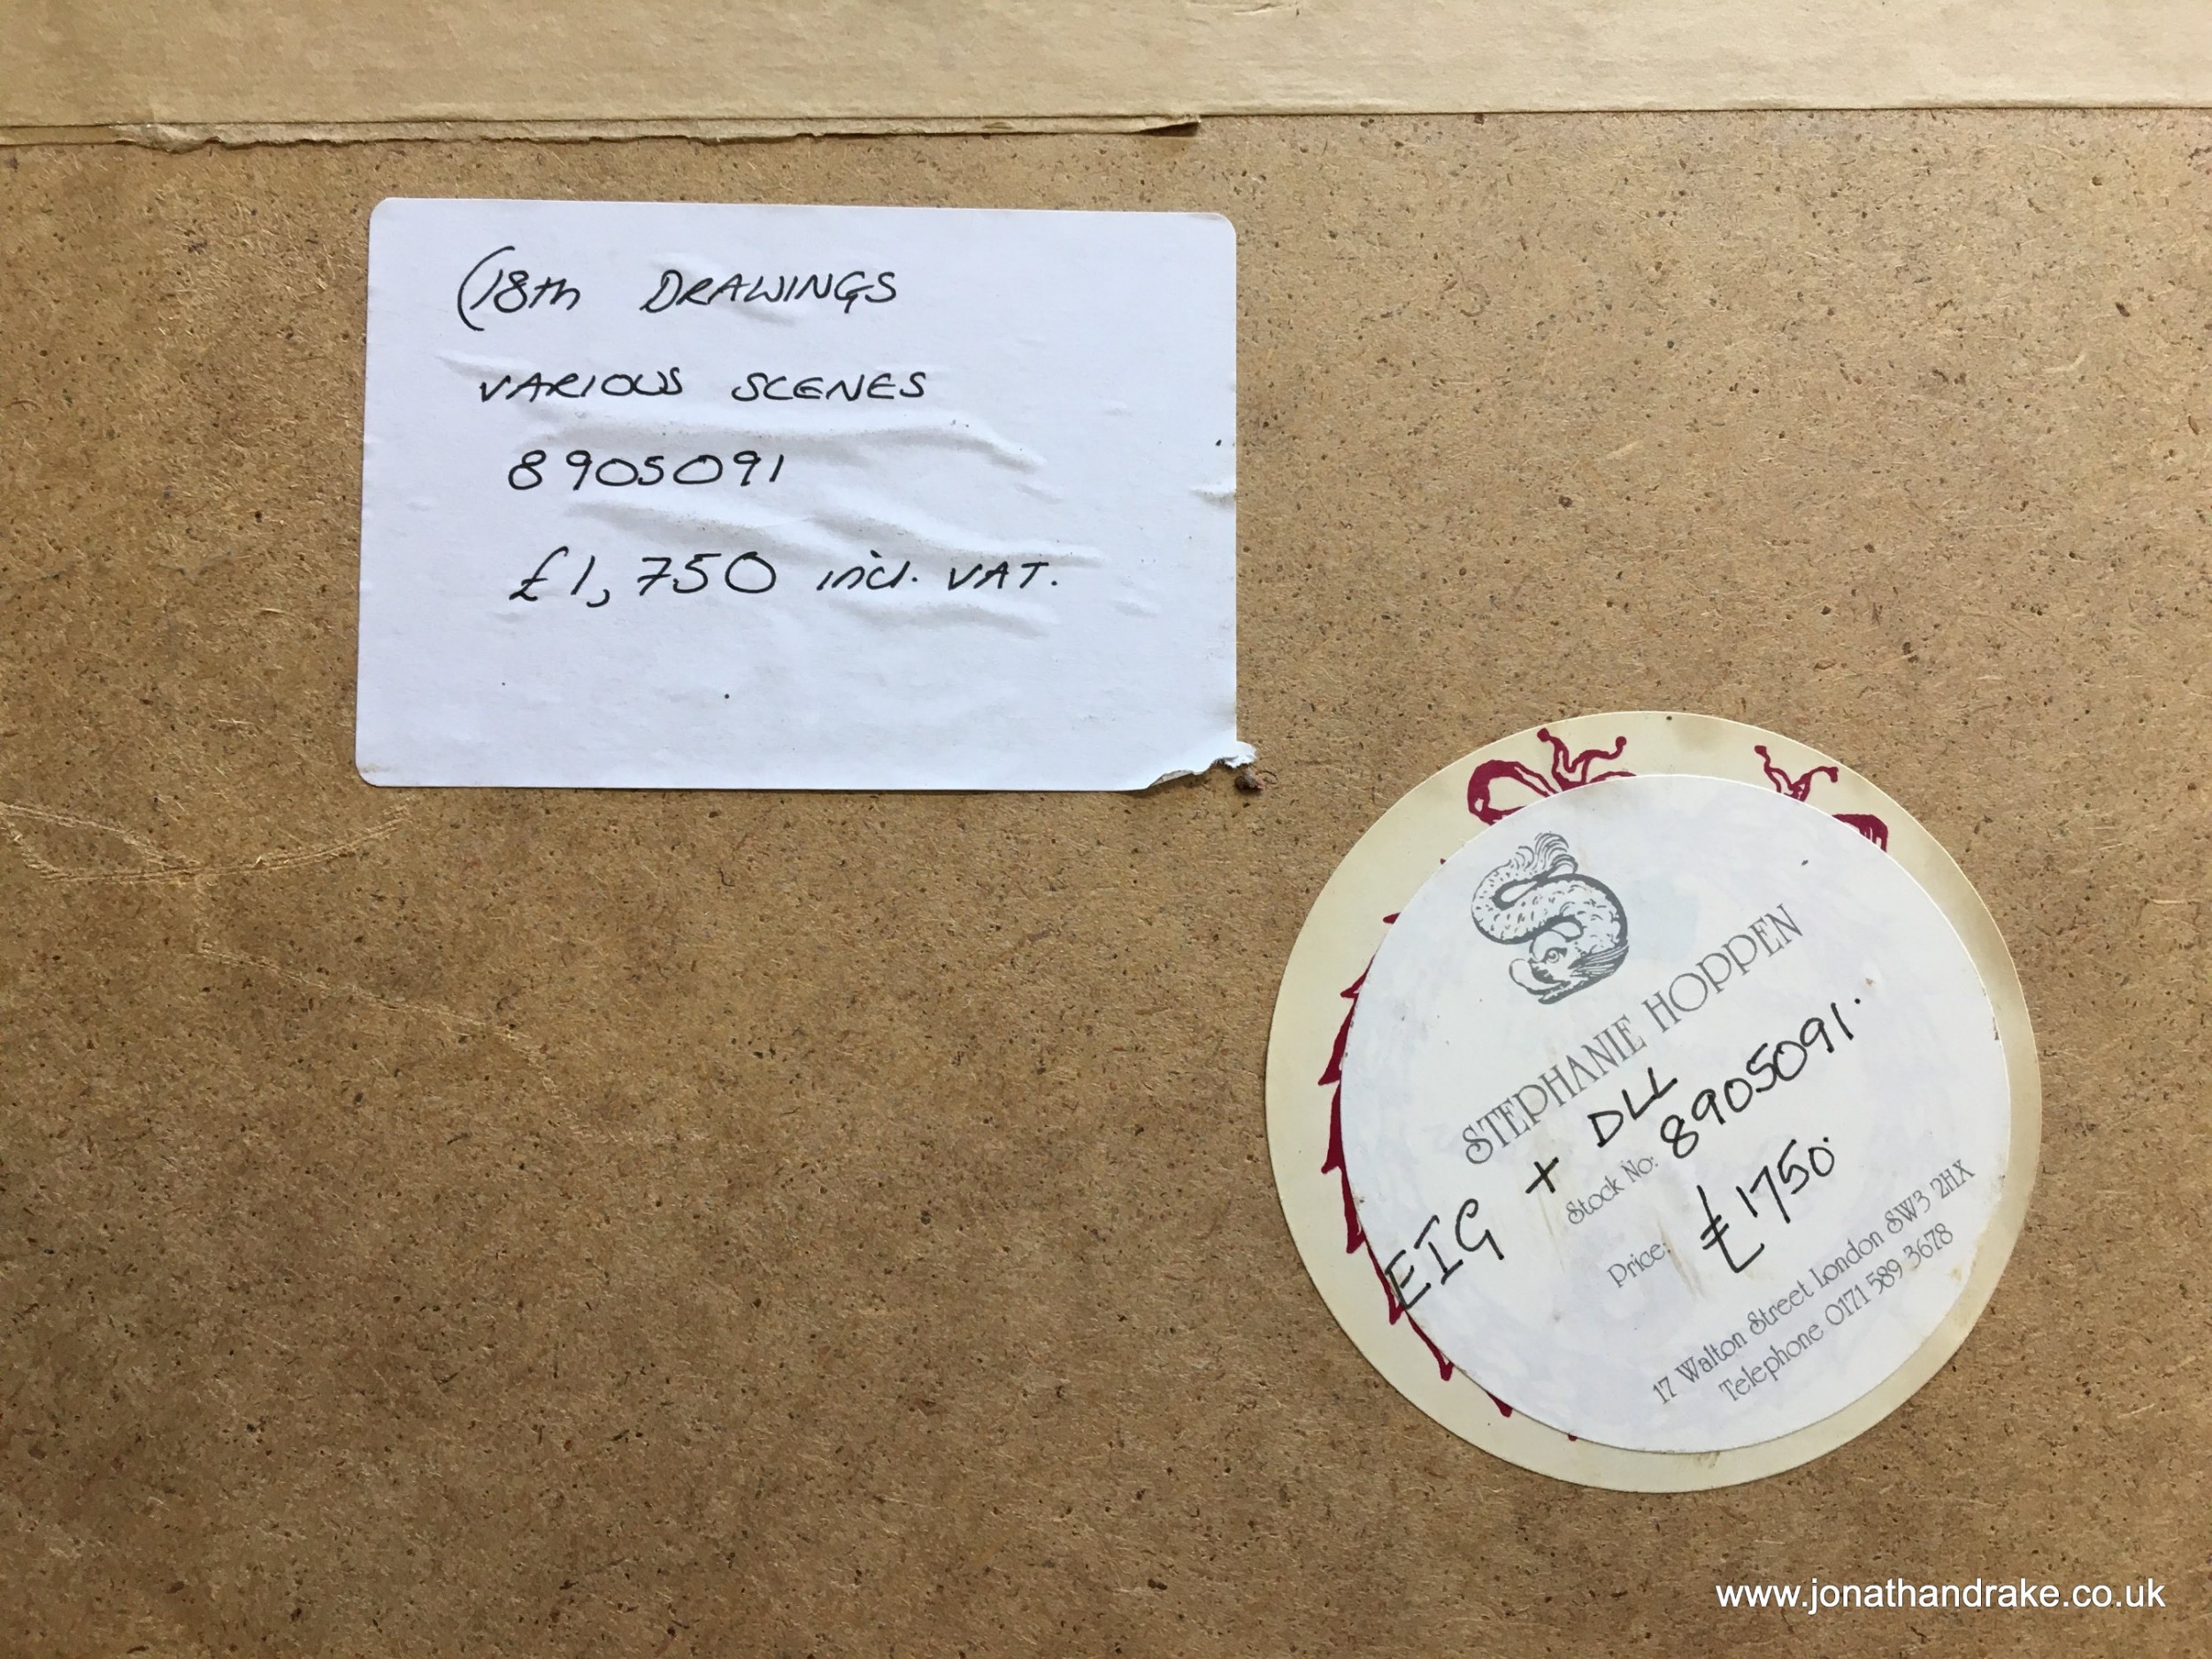 (18th DRAWINGS
VARIOUS SCENES
8905091
£1,750 incl. VAT.
STEPHANIE HOPPEN
EIG + DLL
Stock No: 8905091.
Price: £1750.
17 Walton Street London SW3 2HX
Telephone 0171 589 3678
www.jonathandrake.co.uk